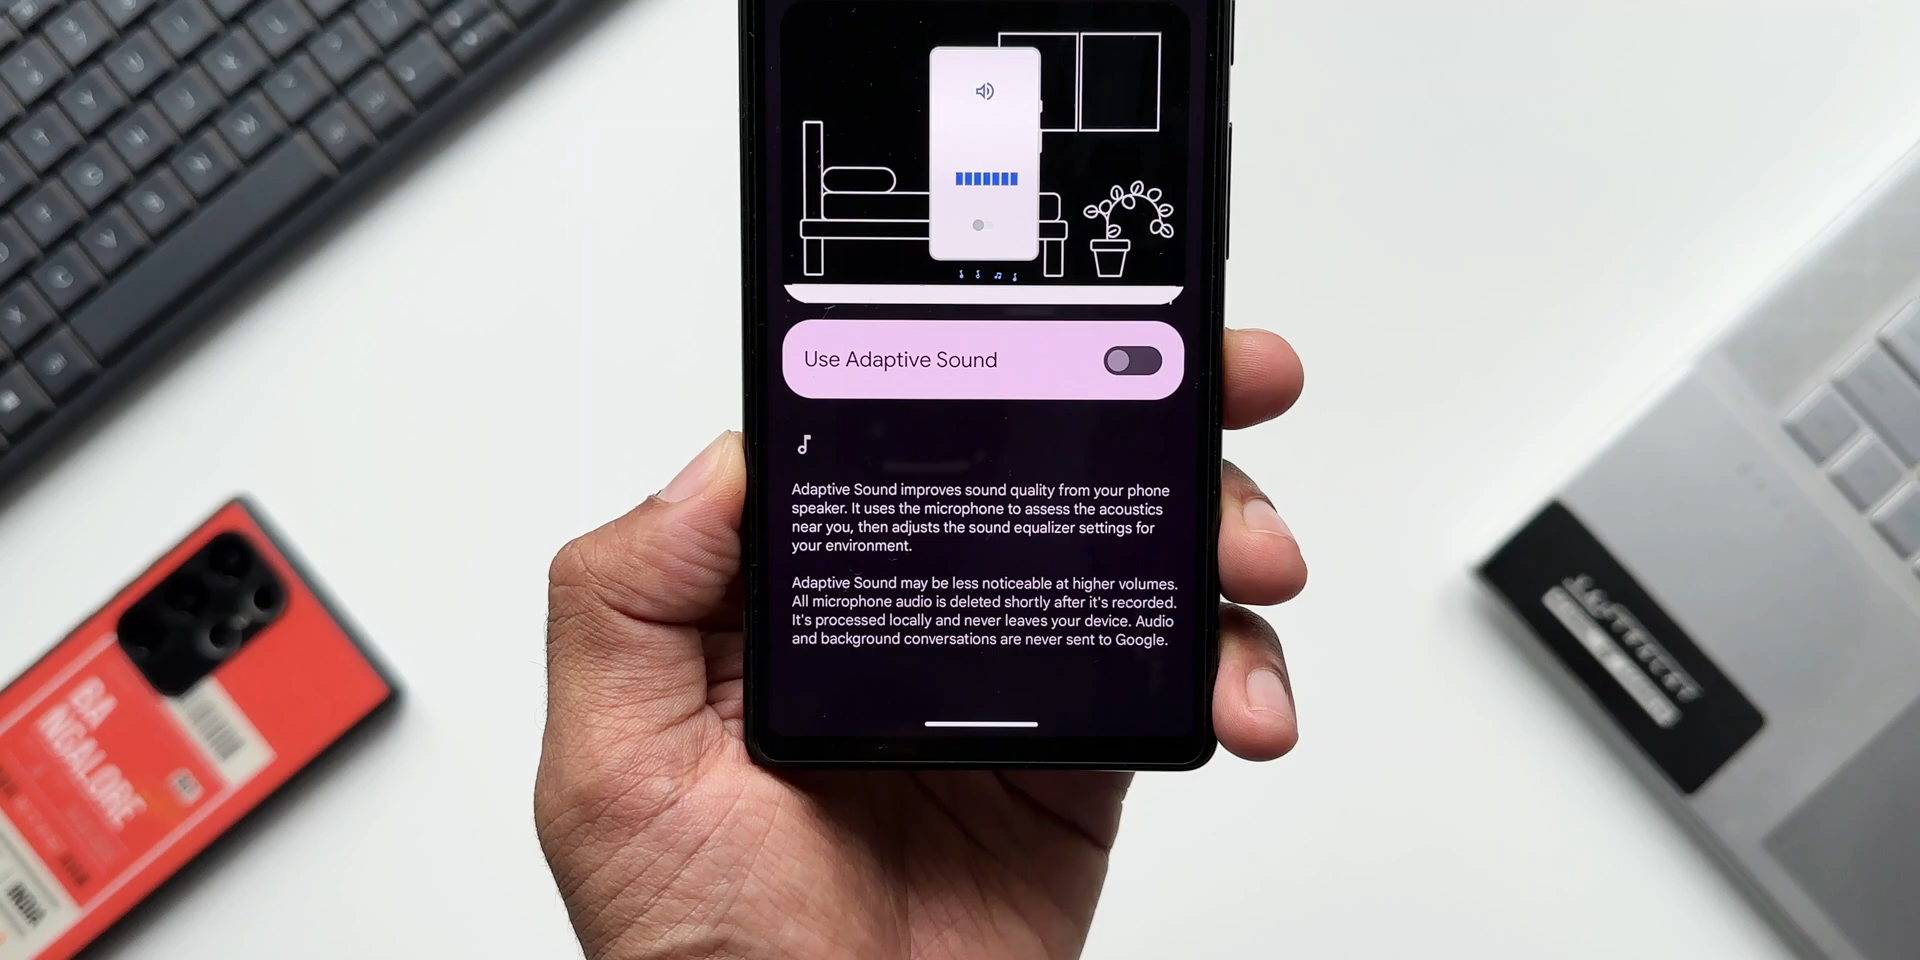 Use Adaptive Sound
Adaptive Sound improves sound quality from your phone
speaker. It uses the microphone to assess the acoustics
near you, then adjusts the sound equalizer settings for
your environment.
Adaptive Sound may be less noticeable at higher volumes.
All microphone audio is deleted shortly after it's recorded.
It's processed locally and never leaves your device. Audio
and background conversations are never sent to Google.
BA
NGALORE
INDIA